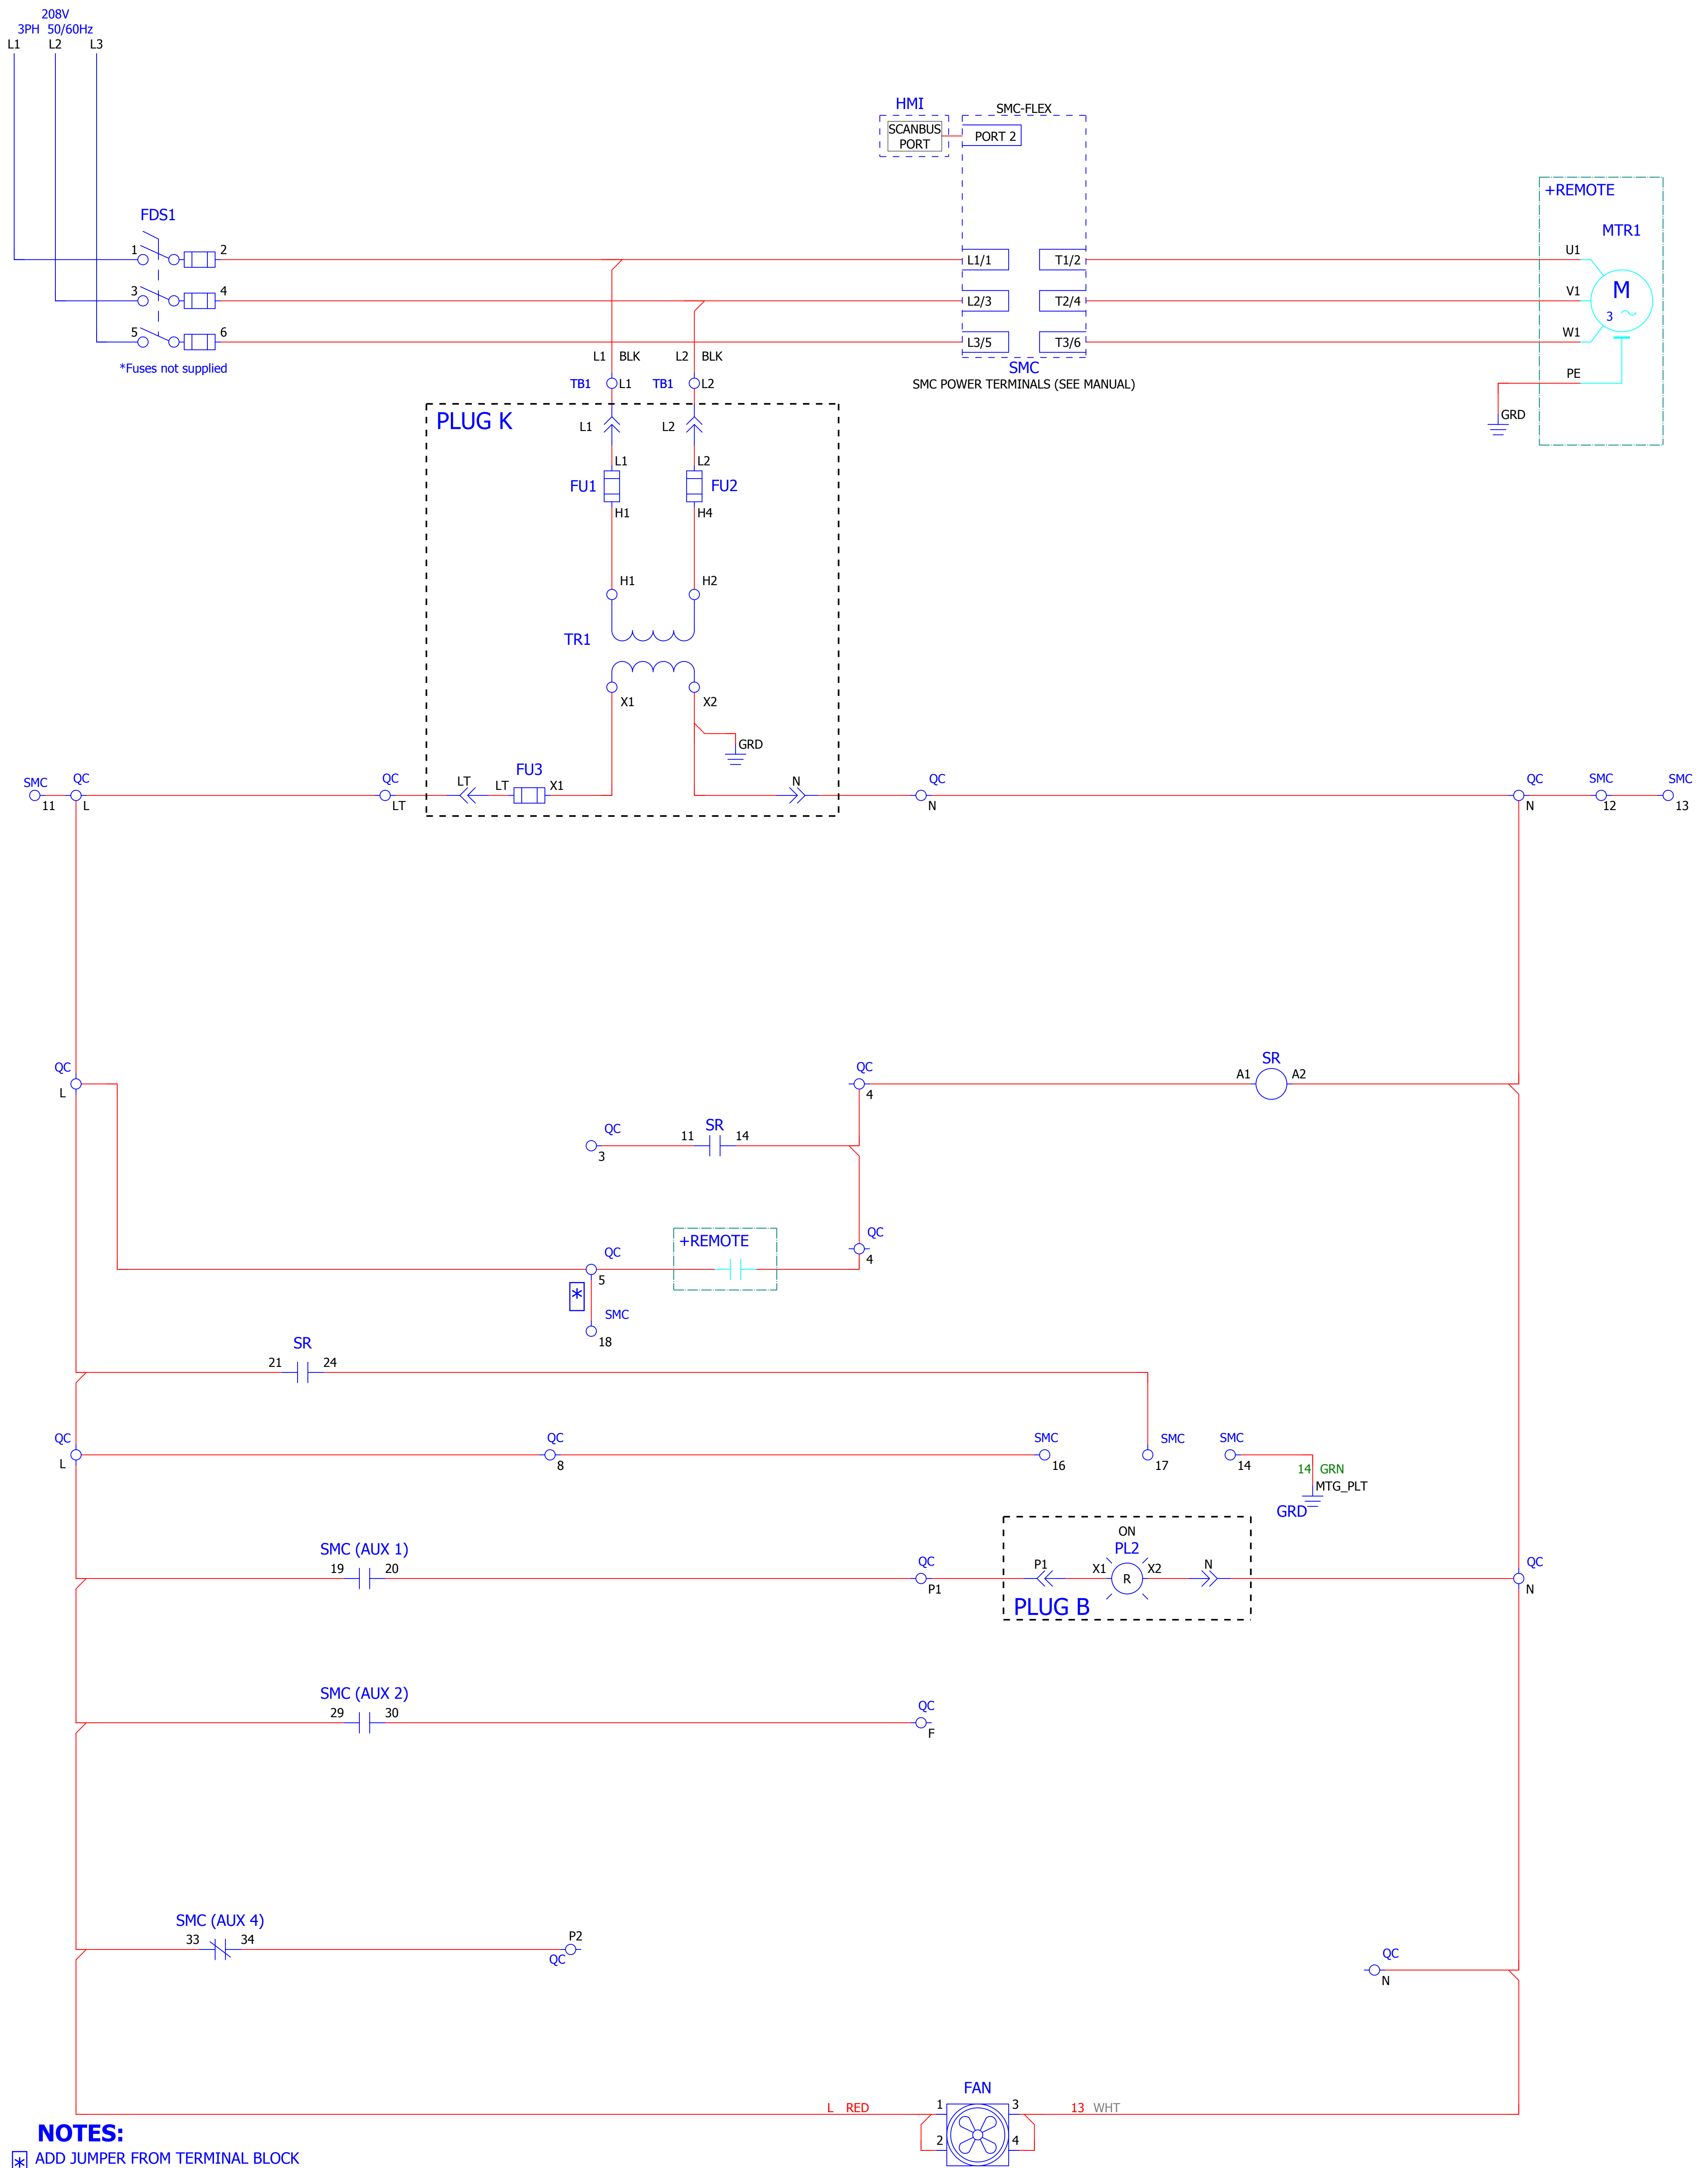 208V
3PH 50/60Hz
L1 L2 L3
HMI
SCANBUS
PORT
SMC-FLEX
PORT 2
+REMOTE
MTR1
FDS1
1 2
3 4
5 6
*Fuses not supplied
L1/1 T1/2
L2/3 T2/4
L3/5 T3/6
SMC
SMC POWER TERMINALS (SEE MANUAL)
U1
V1
W1
PE
M
3
GRD
L1 BLK L2 BLK
TB1 L1 TB1 L2
PLUG K
L1 L2
L1 L2
FU1 FU2
H1 H4
H1 H2
TR1
X1 X2
GRD
FU3
LT LT X1 N
SMC QC QC QC QC SMC SMC
11 L LT N N 12 13
QC QC SR
L 4 A1 A2
QC SR
3 11 14
QC
4
+REMOTE
QC
5
*
SMC
18
SR
21 24
QC QC SMC SMC SMC
L 8 16 17 14
14 GRN
MTG_PLT
GRD
ON
PL2
SMC (AUX 1)
19 20
QC
P1
P1 X1 R X2 N
PLUG B
QC
N
SMC (AUX 2)
29 30
QC
F
SMC (AUX 4)
33 34
P2
QC
QC
N
FAN
L RED 1 3 13 WHT
2 4
NOTES:
* ADD JUMPER FROM TERMINAL BLOCK